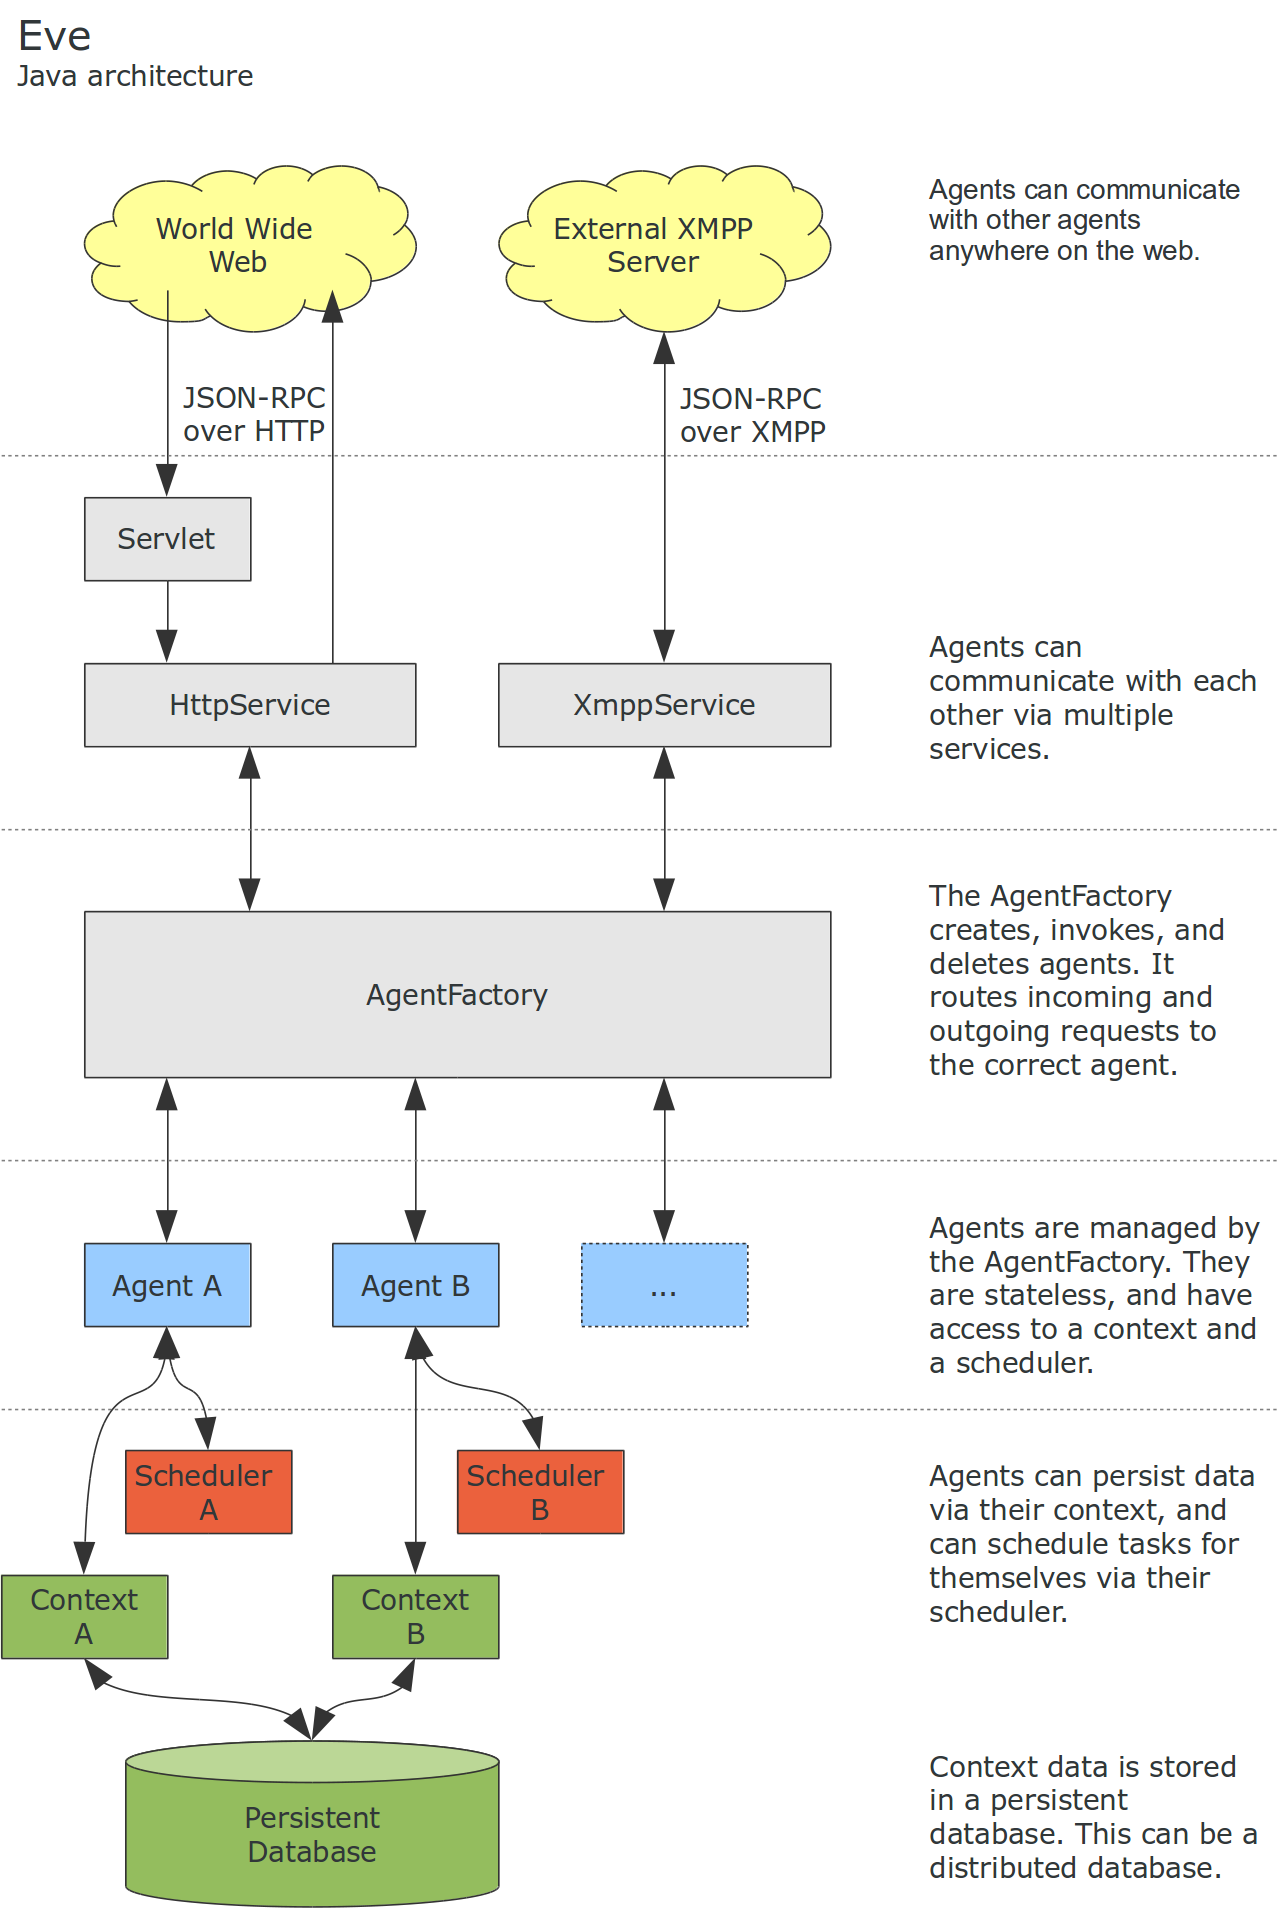 Eve
Java architecture
World Wide
Web
External XMPP
Server
Agents can communicate
with other agents
anywhere on the web.
JSON-RPC
over HTTP
JSON-RPC
over XMPP
Servlet
HttpService
XmppService
Agents can
communicate with each
other via multiple
services.
AgentFactory
The AgentFactory
creates, invokes, and
deletes agents. It
routes incoming and
outgoing requests to
the correct agent.
Agent A
Agent B
...
Agents are managed by
the AgentFactory. They
are stateless, and have
access to a context and
a scheduler.
Scheduler
A
Scheduler
B
Context
A
Context
B
Agents can persist data
via their context, and
can schedule tasks for
themselves via their
scheduler.
Persistent
Database
Context data is stored
in a persistent
database. This can be a
distributed database.